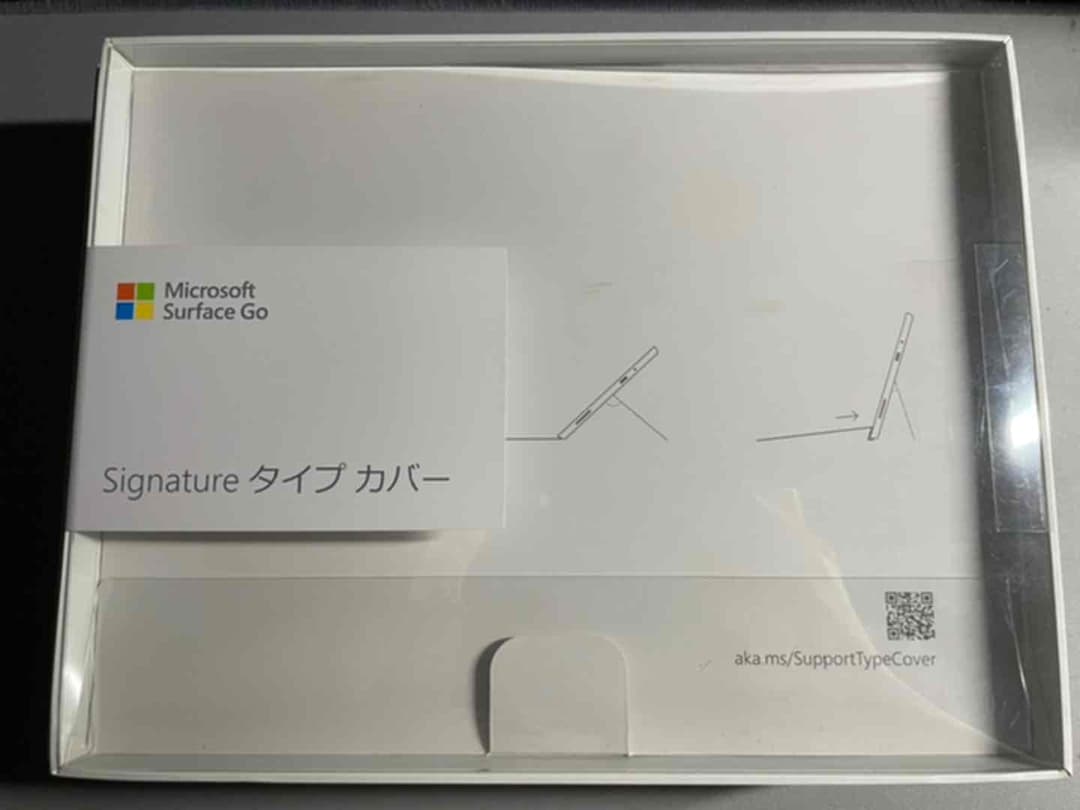 Microsoft
Surface Go
Signature タイプ カバー
aka.ms/SupportTypeCover